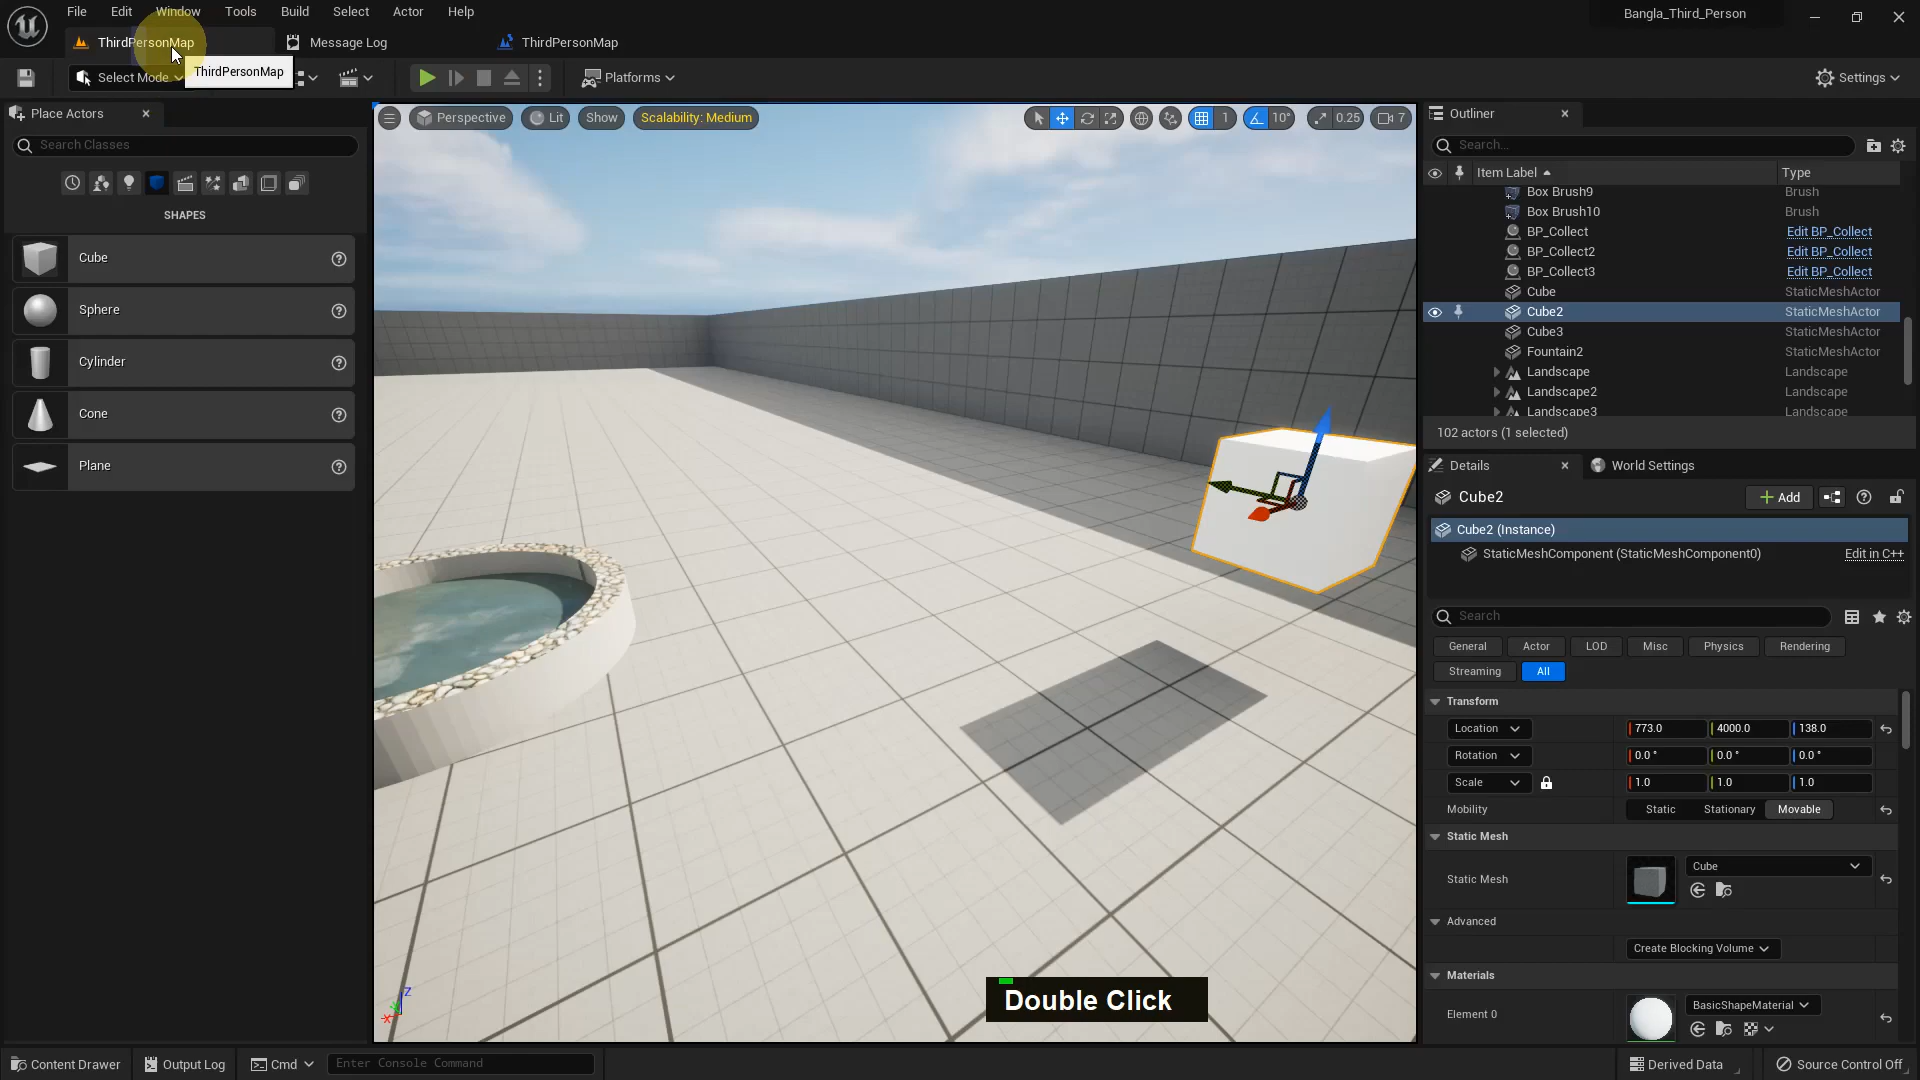 File Edit Window Tools Build Select Actor Help
Bangla_Third_Person
ThirdPersonMap
Message Log
ThirdPersonMap
Select Mode
ThirdPersonMap
Platforms
Settings
Place Actors
Search Classes
SHAPES
Cube
Sphere
Cylinder
Cone
Plane
Perspective
Lit
Show
Scalability: Medium
1
10°
0.25
7
Z
X
Double Click
Outliner
Search...
Item Label
Type
Box Brush9 Brush
Box Brush10 Brush
BP_Collect Edit BP_Collect
BP_Collect2 Edit BP_Collect
BP_Collect3 Edit BP_Collect
Cube StaticMeshActor
Cube2 StaticMeshActor
Cube3 StaticMeshActor
Fountain2 StaticMeshActor
Landscape Landscape
Landscape2 Landscape
Landscape3 Landscape
102 actors (1 selected)
Details
World Settings
Cube2
Add
Cube2 (Instance)
StaticMeshComponent (StaticMeshComponent0) Edit in C++
Search
General Actor LOD Misc Physics Rendering
Streaming All
Transform
Location 773.0 4000.0 138.0
Rotation 0.0 ° 0.0 ° 0.0 °
Scale 1.0 1.0 1.0
Mobility Static Stationary Movable
Static Mesh
Static Mesh Cube
Advanced
Create Blocking Volume
Materials
Element 0 BasicShapeMaterial
Content Drawer
Output Log
Cmd
Enter Console Command
Derived Data
Source Control Off